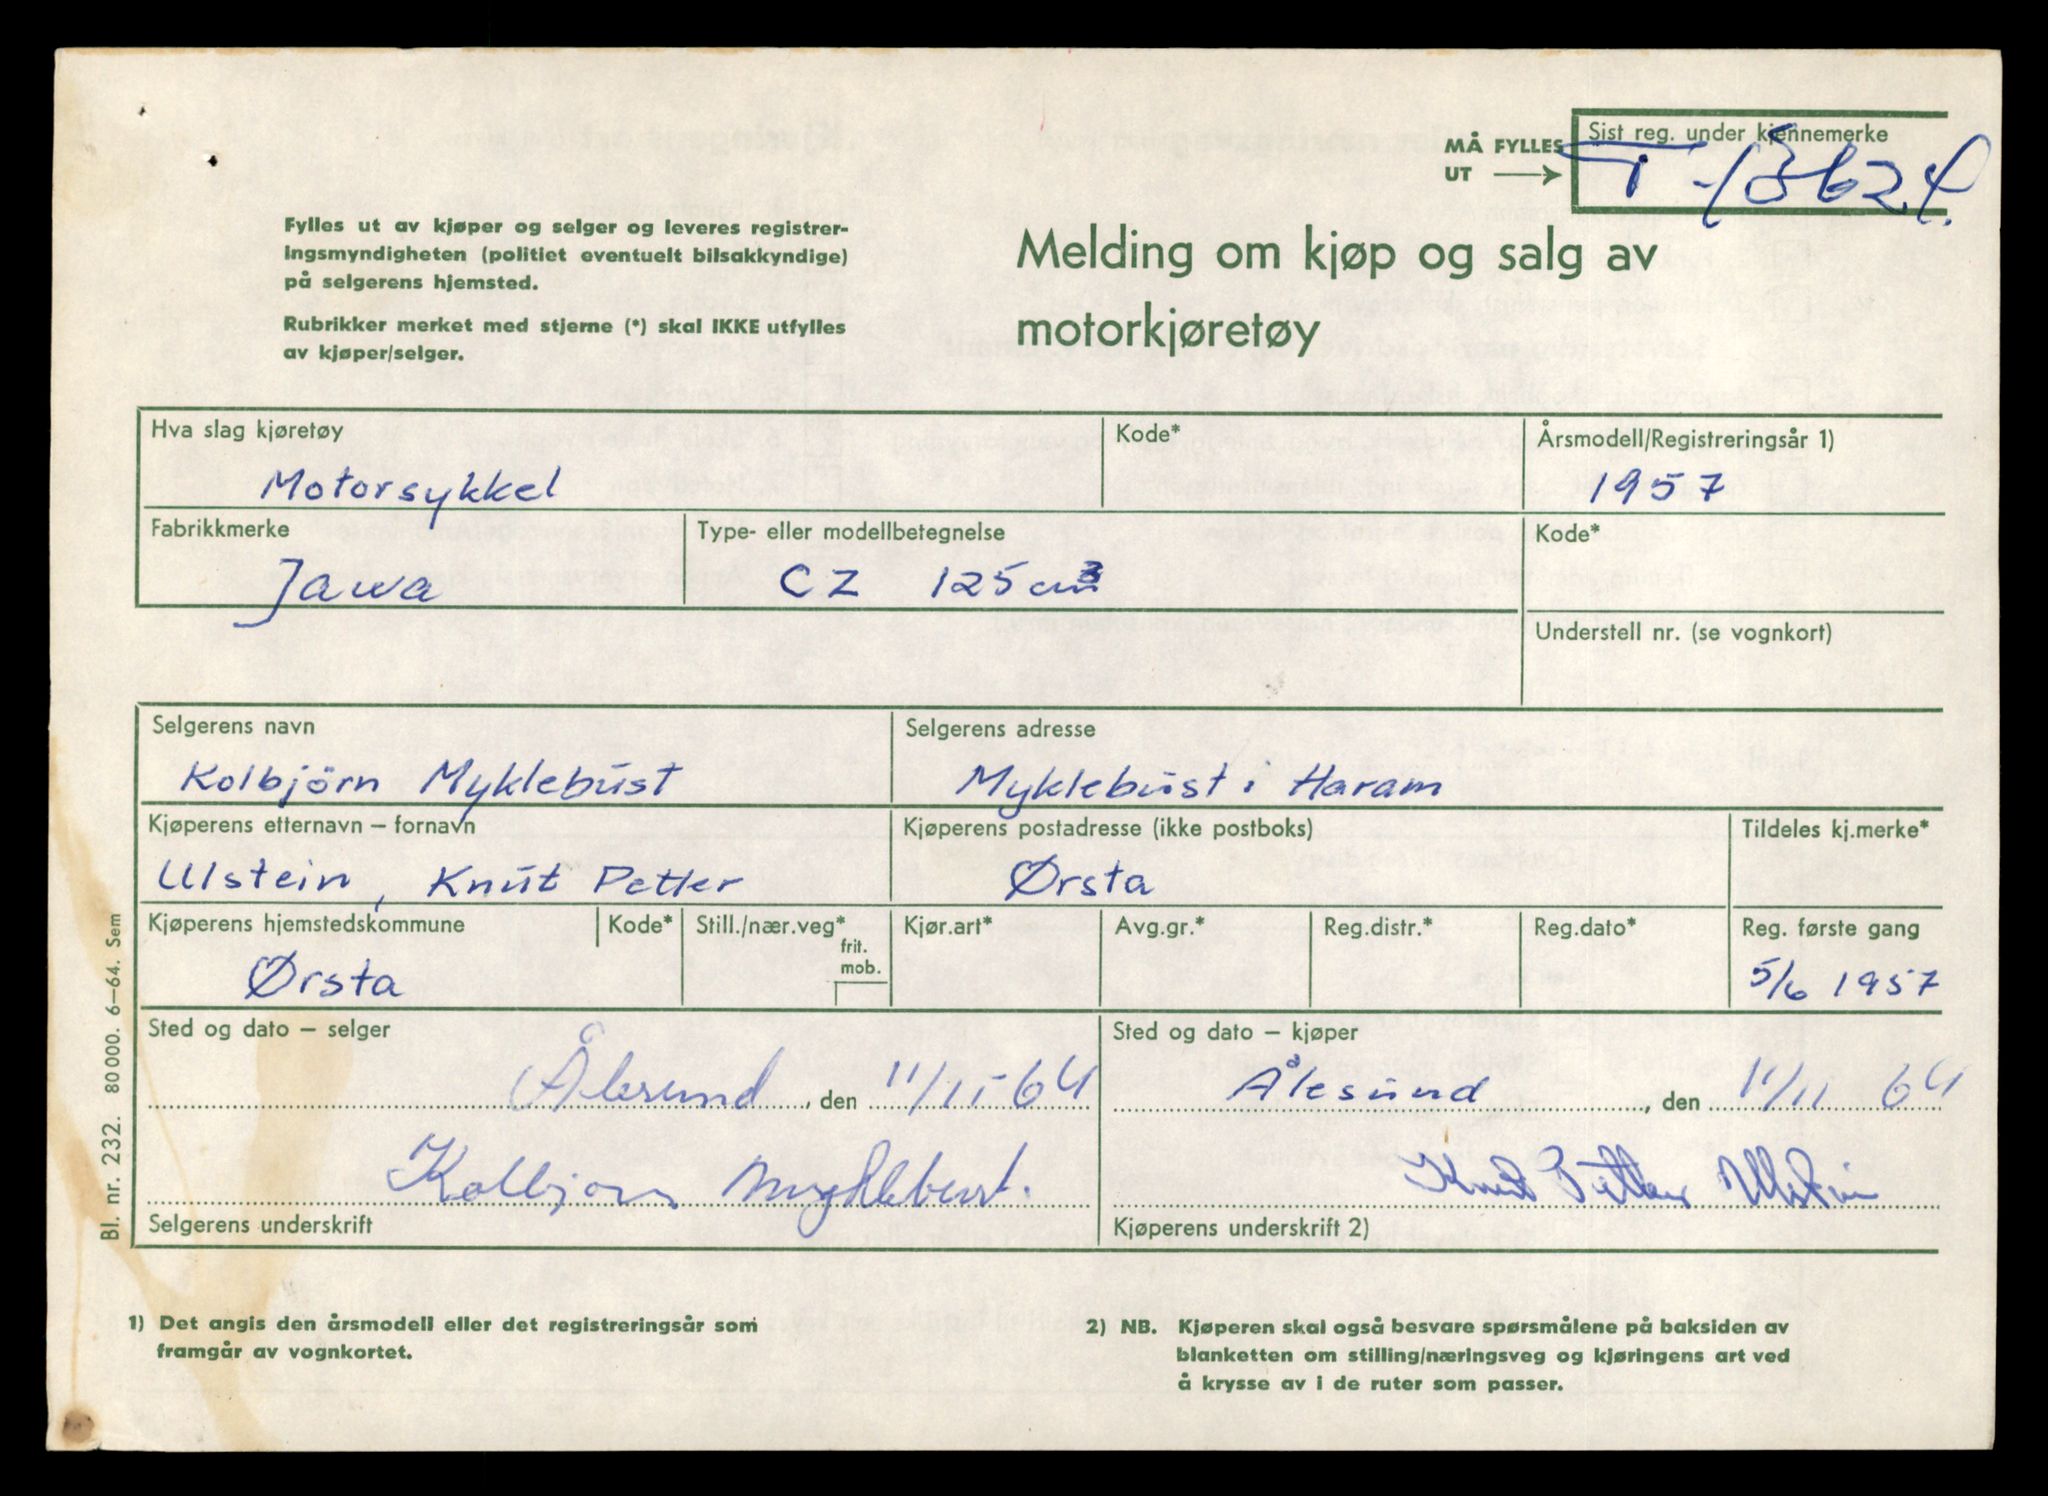 MÅ FYLLES
UT
Sist reg. under kjennemerke
T-13624.
Fylles ut av kjøper og selger og leveres registrer-
ingsmyndigheten (politiet eventuelt bilsakkyndige)
på selgerens hjemsted.
Rubrikker merket med stjerne (*) skal IKKE utfylles
av kjøper/selger.
Melding om kjøp og salg av
motorkjøretøy
Hva slag kjøretøy
Kode*
Årsmodell/Registreringsår 1)
Motorsykkel
1957
Fabrikkmerke
Type- eller modellbetegnelse
Kode*
Jawa
CZ 125 cm3
Understell nr. (se vognkort)
Selgerens navn
Selgerens adresse
Kolbjörn Myklebust
Myklebust i Haram
Kjøperens etternavn – fornavn
Kjøperens postadresse (ikke postboks)
Tildeles kj.merke*
Ulstein, Knut Petter
Ørsta
Kjøperens hjemstedskommune
Kode*
Still./nær.veg*
frit.
mob.
Kjør.art*
Avg.gr.*
Reg.distr.*
Reg.dato*
Reg. første gang
Ørsta
5/6 1957
Sted og dato – selger
Sted og dato – kjøper
Ålesund, den 11/11-64
Ålesund, den 11/11 64
Kolbjørn Myklebust.
Knut Petter Ulstein
Selgerens underskrift
Kjøperens underskrift 2)
Bl. nr. 232. 80000. 6–64. Sem
1) Det angis den årsmodell eller det registreringsår som
framgår av vognkortet.
2) NB. Kjøperen skal også besvare spørsmålene på baksiden av
blanketten om stilling/næringsveg og kjøringens art ved
å krysse av i de ruter som passer.